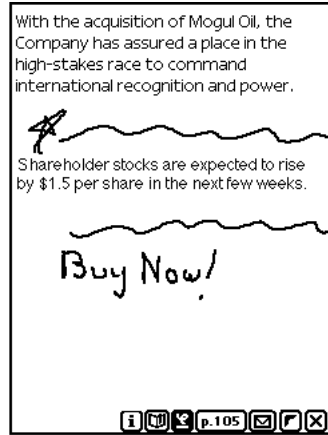 With the acquisition of Mogul Oil, the
Company has assured a place in the
high-stakes race to command
international recognition and power.
Shareholder stocks are expected to rise
by $1.5 per share in the next few weeks.
Buy Now!
i p.105 X